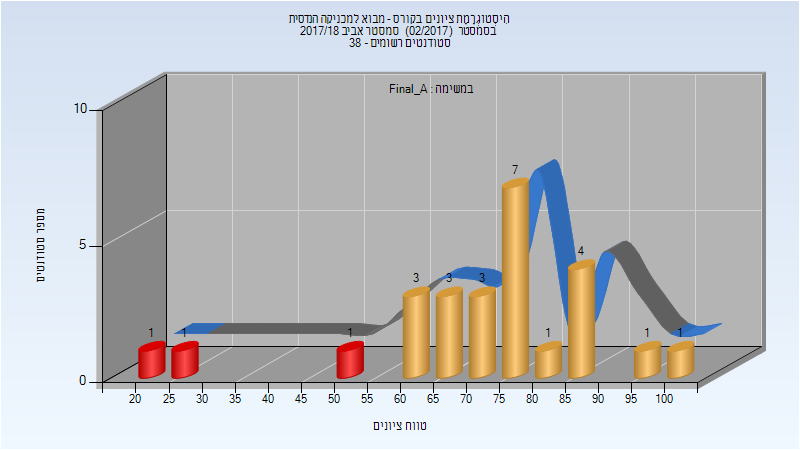 היסטוגרמת ציונים בקורס - מבוא למכניקה הנדסית
בסמסטר (02/2017) סמסטר אביב 2017/18
סטודנטים רשומים - 38
במשימה : Final_A
מספר סטודנטים
10
5
0
1
1
1
3
3
3
7
1
4
1
1
20 25 30 35 40 45 50 55 60 65 70 75 80 85 90 95 100
טווח ציונים